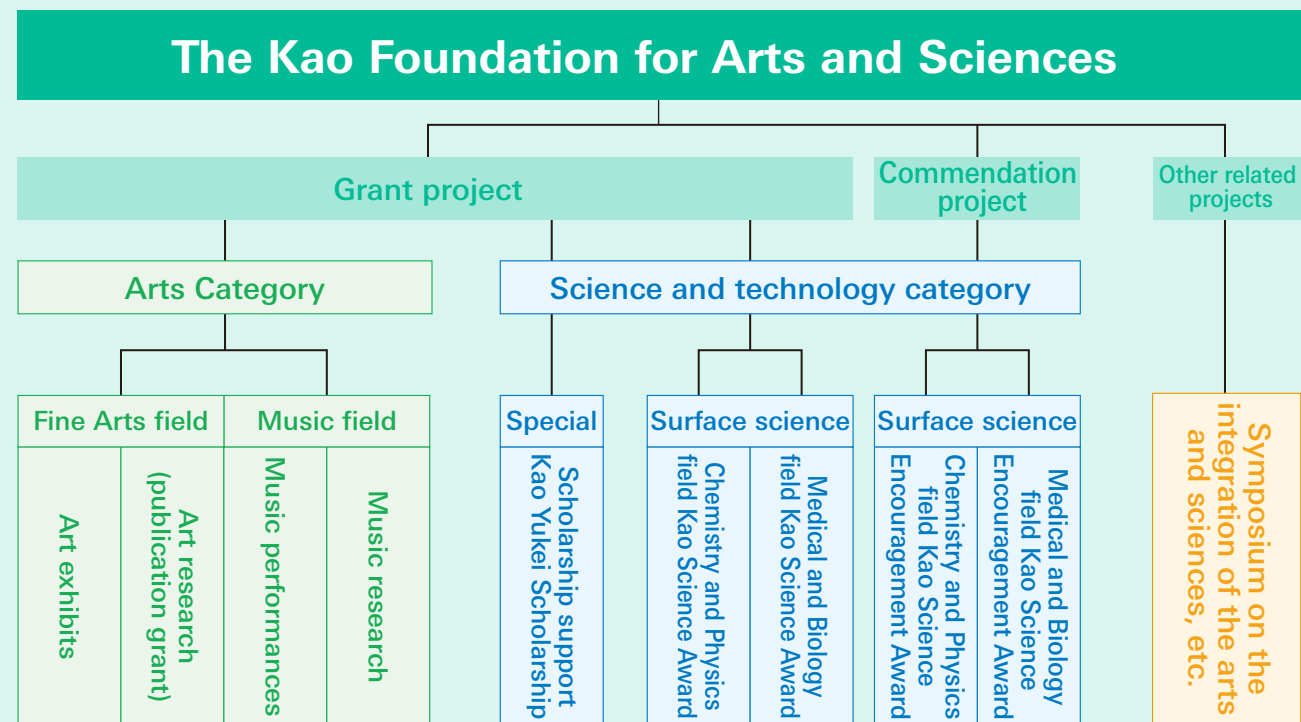 The Kao Foundation for Arts and Sciences
Grant project
Commendation
project
Other related
projects
Arts Category
Science and technology category
Fine Arts field
Music field
Special
Surface science
Surface science
Art exhibits
Art research
(publication grant)
Music performances
Music research
Scholarship support
Kao Yukei Scholarship
Chemistry and Physics
field Kao Science Award
Medical and Biology
field Kao Science Award
Chemistry and Physics
field Kao Science
Encouragement Award
Medical and Biology
field Kao Science
Encouragement Award
Symposium on the
integration of the arts
and sciences, etc.